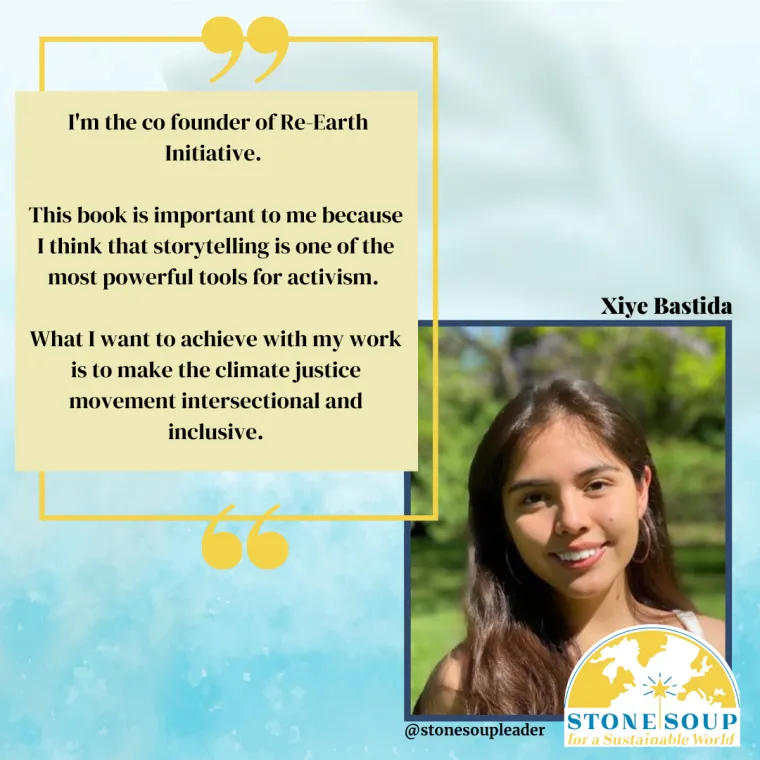 I'm the co founder of Re-Earth
Initiative.
This book is important to me because
I think that storytelling is one of the
most powerful tools for activism.
What I want to achieve with my work
is to make the climate justice
movement intersectional and
inclusive.
Xiye Bastida
@stonesoupleader
STONE SOUP
for a Sustainable World